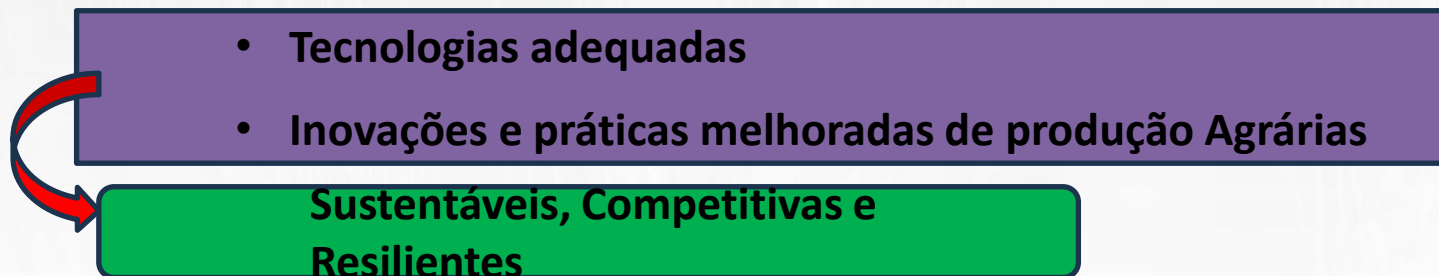 • Tecnologias adequadas
• Inovações e práticas melhoradas de produção Agrárias
Sustentáveis, Competitivas e
Resilientes